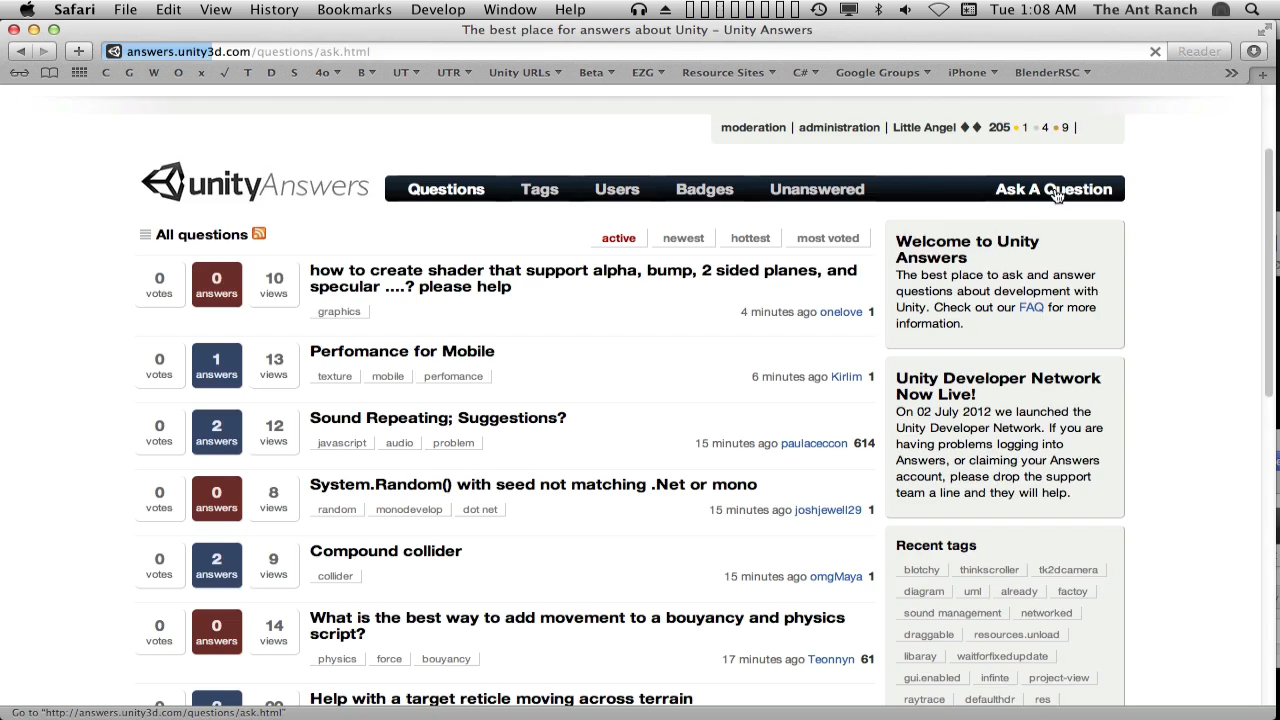 Safari File Edit View History Bookmarks Develop Window Help Tue 1:08 AM The Ant Ranch
The best place for answers about Unity – Unity Answers
answers.unity3d.com/questions/ask.html Reader
C G W O x √ T D S 4o B UT UTR Unity URLs Beta EZG Resource Sites C# Google Groups iPhone BlenderRSC
moderation | administration | Little Angel ♦♦ 205 ● 1 ● 4 ● 9 |
unityAnswers Questions Tags Users Badges Unanswered Ask A Question
All questions active newest hottest most voted
0 votes 0 answers 10 views
how to create shader that support alpha, bump, 2 sided planes, and
specular ....? please help
graphics 4 minutes ago onelove 1
0 votes 1 answers 13 views
Perfomance for Mobile
texture mobile perfomance 6 minutes ago Kirlim 1
0 votes 2 answers 12 views
Sound Repeating; Suggestions?
javascript audio problem 15 minutes ago paulaceccon 614
0 votes 0 answers 8 views
System.Random() with seed not matching .Net or mono
random monodevelop dot net 15 minutes ago joshjewell29 1
0 votes 2 answers 9 views
Compound collider
collider 15 minutes ago omgMaya 1
0 votes 0 answers 14 views
What is the best way to add movement to a bouyancy and physics
script?
physics force bouyancy 17 minutes ago Teonnyn 61
Help with a target reticle moving across terrain
Welcome to Unity
Answers
The best place to ask and answer
questions about development with
Unity. Check out our FAQ for more
information.
Unity Developer Network
Now Live!
On 02 July 2012 we launched the
Unity Developer Network. If you are
having problems logging into
Answers, or claiming your Answers
account, please drop the support
team a line and they will help.
Recent tags
blotchy thinkscroller tk2dcamera
diagram uml already factoy
sound management networked
draggable resources.unload
libaray waitforfixedupdate
gui.enabled infinte project-view
raytrace defaulthdr res
Go to "http://answers.unity3d.com/questions/ask.html"